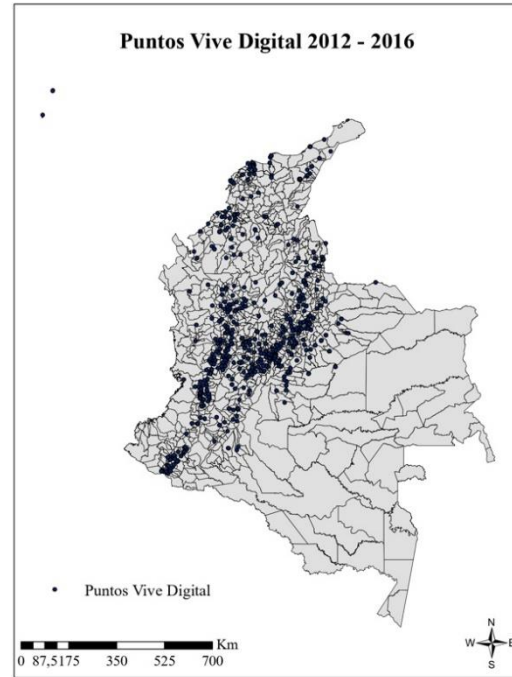 Puntos Vive Digital 2012 - 2016
Puntos Vive Digital
Km
0 87,5175 350 525 700
N
W E
S